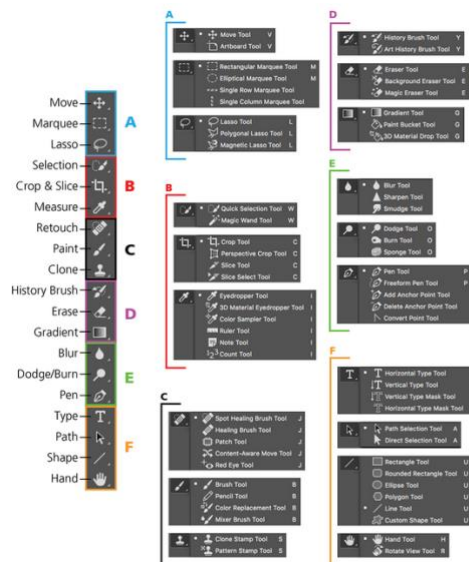 Move
Marquee
Lasso
A
Selection
Crop & Slice
Measure
B
Retouch
Paint
Clone
C
History Brush
Erase
Gradient
D
Blur
Dodge/Burn
Pen
E
Type
Path
Shape
Hand
F
A
Move Tool V
Artboard Tool V
Rectangular Marquee Tool M
Elliptical Marquee Tool M
Single Row Marquee Tool
Single Column Marquee Tool
Lasso Tool L
Polygonal Lasso Tool L
Magnetic Lasso Tool L
B
Quick Selection Tool W
Magic Wand Tool W
Crop Tool C
Perspective Crop Tool C
Slice Tool C
Slice Select Tool C
Eyedropper Tool I
3D Material Eyedropper Tool I
Color Sampler Tool I
Ruler Tool I
Note Tool I
Count Tool I
C
Spot Healing Brush Tool J
Healing Brush Tool J
Patch Tool J
Content-Aware Move Tool J
Red Eye Tool J
Brush Tool B
Pencil Tool B
Color Replacement Tool B
Mixer Brush Tool B
Clone Stamp Tool S
Pattern Stamp Tool S
D
History Brush Tool Y
Art History Brush Tool Y
Eraser Tool E
Background Eraser Tool E
Magic Eraser Tool E
Gradient Tool G
Paint Bucket Tool G
3D Material Drop Tool G
E
Blur Tool
Sharpen Tool
Smudge Tool
Dodge Tool O
Burn Tool O
Sponge Tool O
Pen Tool P
Freeform Pen Tool P
Add Anchor Point Tool
Delete Anchor Point Tool
Convert Point Tool
F
Horizontal Type Tool T
Vertical Type Tool T
Vertical Type Mask Tool T
Horizontal Type Mask Tool T
Path Selection Tool A
Direct Selection Tool A
Rectangle Tool U
Rounded Rectangle Tool U
Ellipse Tool U
Polygon Tool U
Line Tool U
Custom Shape Tool U
Hand Tool H
Rotate View Tool R